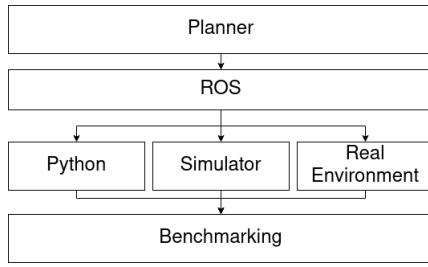 Planner
ROS
Python
Simulator
Real
Environment
Benchmarking